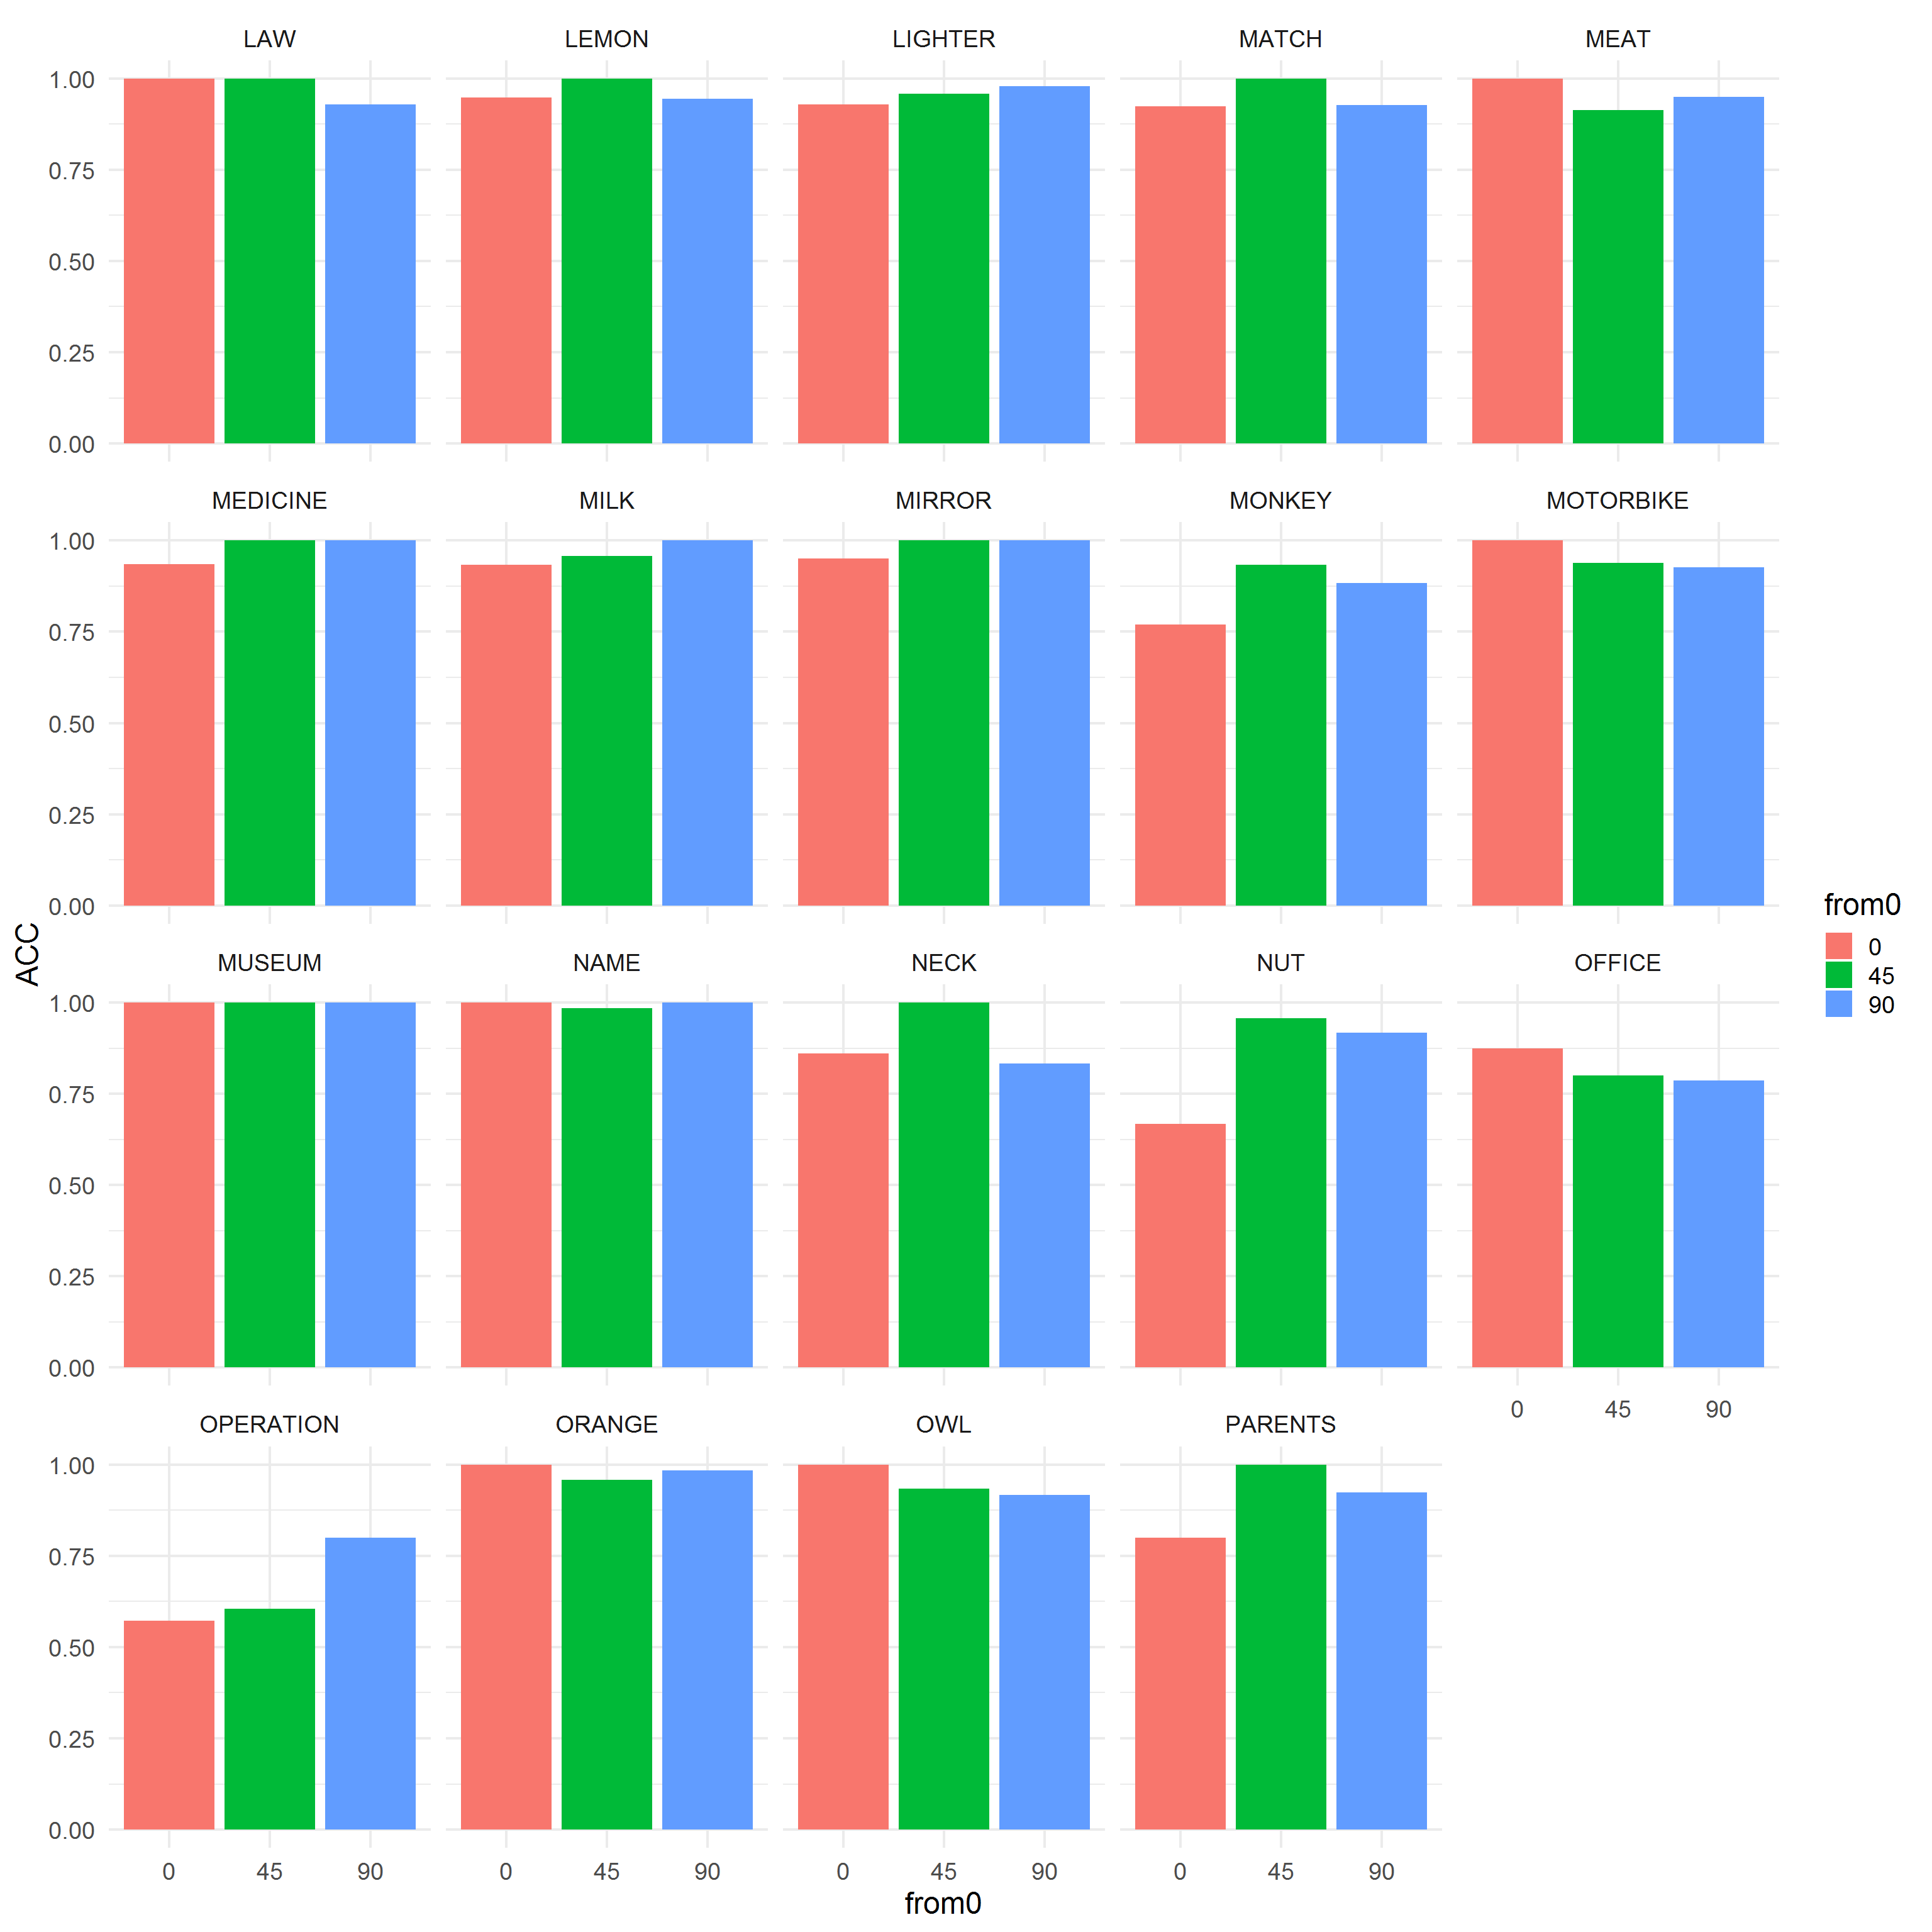 LAW LEMON LIGHTER MATCH MEAT
1.00
0.75
0.50
0.25
0.00
MEDICINE MILK MIRROR MONKEY MOTORBIKE
1.00
0.75
0.50
0.25
0.00
MUSEUM NAME NECK NUT OFFICE
1.00
0.75
0.50
0.25
0.00
0 45 90
OPERATION ORANGE OWL PARENTS
1.00
0.75
0.50
0.25
0.00
0 45 90 0 45 90 0 45 90 0 45 90
from0
ACC
from0
0
45
90